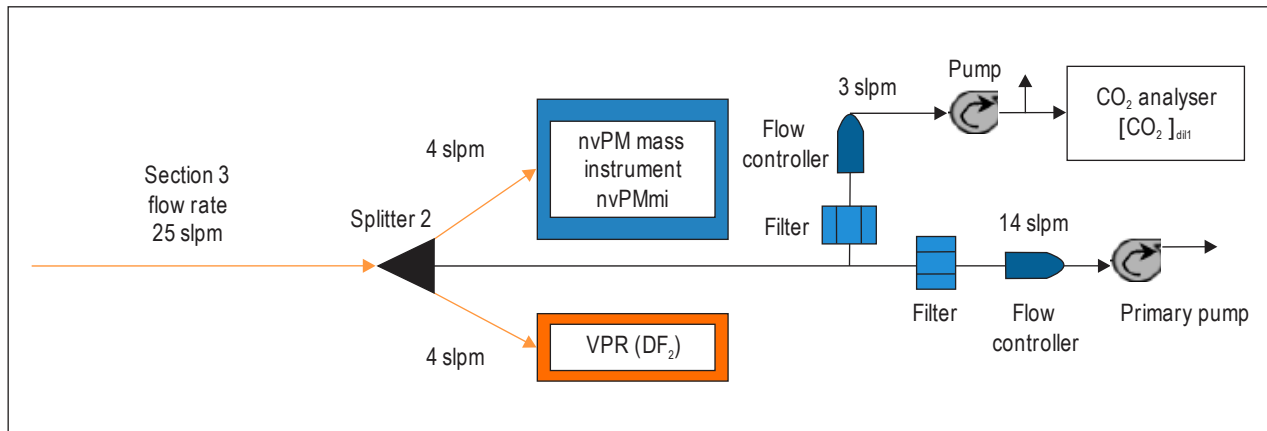 Section 3
flow rate
25 slpm
Splitter 2
4 slpm
nvPM mass
instrument
nvPMmi
4 slpm
VPR (DF₂)
Flow
controller
3 slpm
Pump
CO₂ analyser
[CO₂ ]dil1
Filter
14 slpm
Filter
Flow
controller
Primary pump